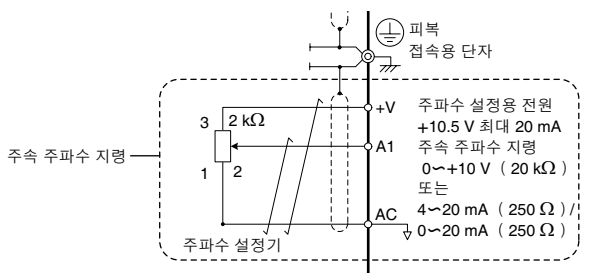 피복
접속용 단자
+V
주파수 설정용 전원
+10.5 V 최대 20 mA
3
2 kΩ
주속 주파수 지령
A1
주속 주파수 지령
0∽+10 V ( 20 kΩ )
1
2
또는
AC
4∽20 mA ( 250 Ω ) /
0∽20 mA ( 250 Ω )
주파수 설정기